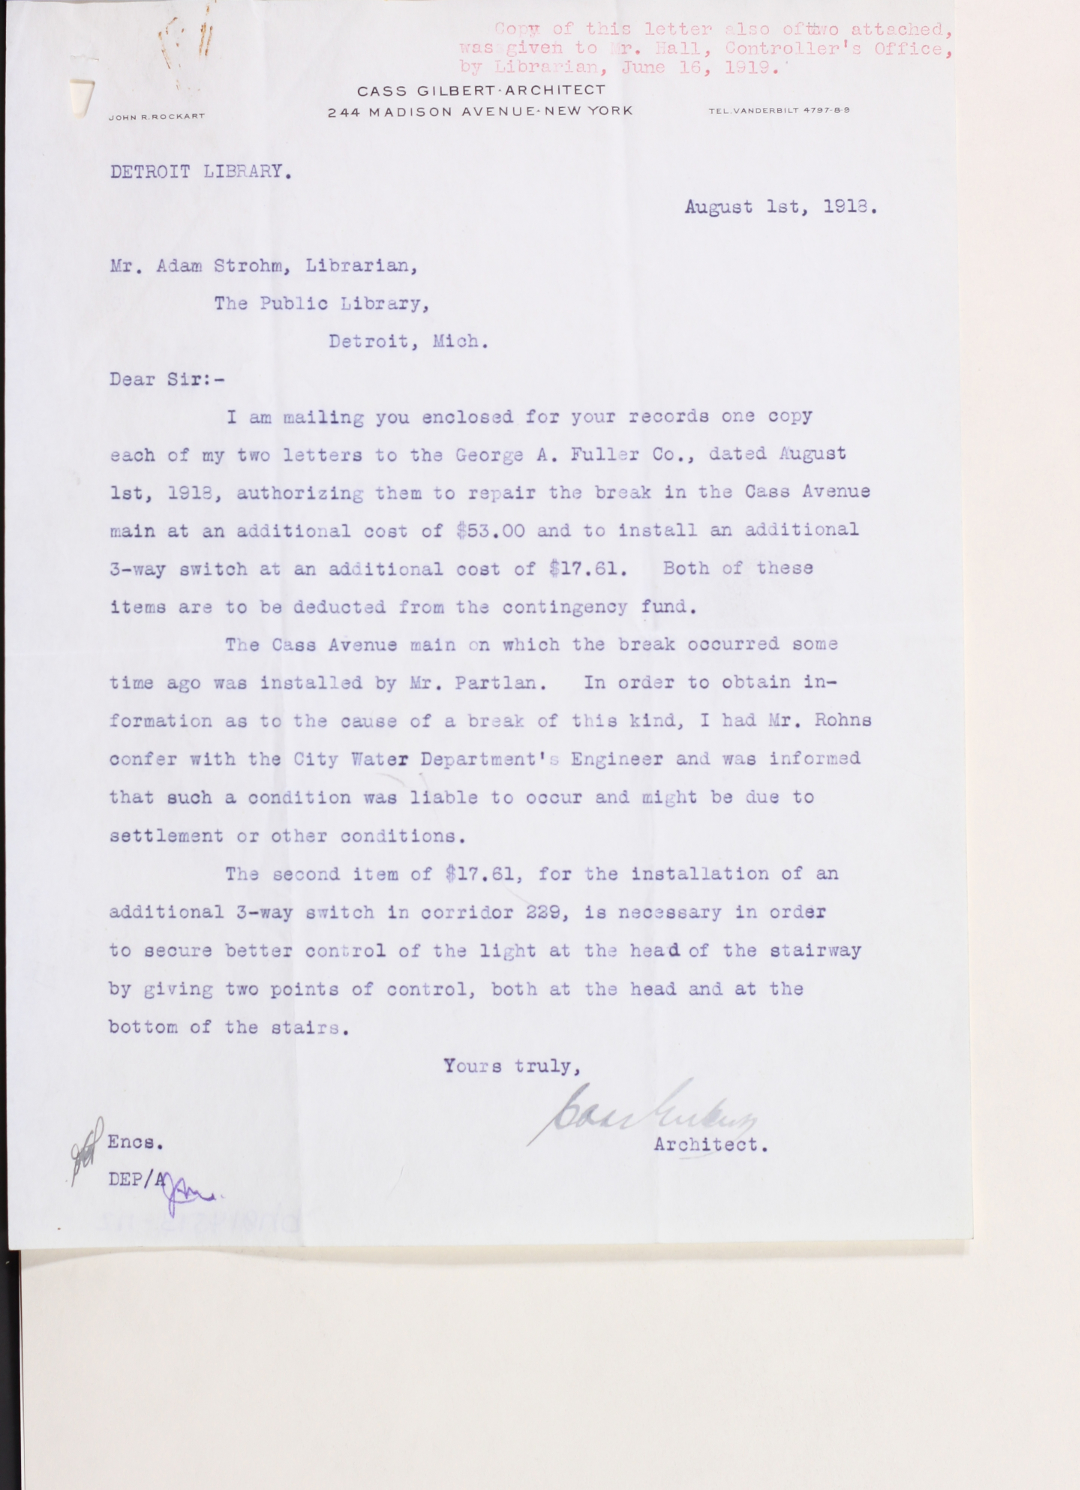 Copy of this letter also of two attached,
was given to Mr. Hall, Controller's Office,
by Librarian, June 16, 1919.
CASS GILBERT·ARCHITECT
244 MADISON AVENUE·NEW YORK
JOHN R. ROCKART
TEL. VANDERBILT 4797-8-9
DETROIT LIBRARY.
August 1st, 1918.
Mr. Adam Strohm, Librarian,
The Public Library,
Detroit, Mich.
Dear Sir:-
I am mailing you enclosed for your records one copy
each of my two letters to the George A. Fuller Co., dated August
1st, 1918, authorizing them to repair the break in the Cass Avenue
main at an additional cost of $53.00 and to install an additional
3-way switch at an additional cost of $17.61. Both of these
items are to be deducted from the contingency fund.
The Cass Avenue main on which the break occurred some
time ago was installed by Mr. Partlan. In order to obtain in-
formation as to the cause of a break of this kind, I had Mr. Rohns
confer with the City Water Department's Engineer and was informed
that such a condition was liable to occur and might be due to
settlement or other conditions.
The second item of $17.61, for the installation of an
additional 3-way switch in corridor 229, is necessary in order
to secure better control of the light at the head of the stairway
by giving two points of control, both at the head and at the
bottom of the stairs.
Yours truly,
Cass Gilbert
Architect.
Encs.
DEP/A